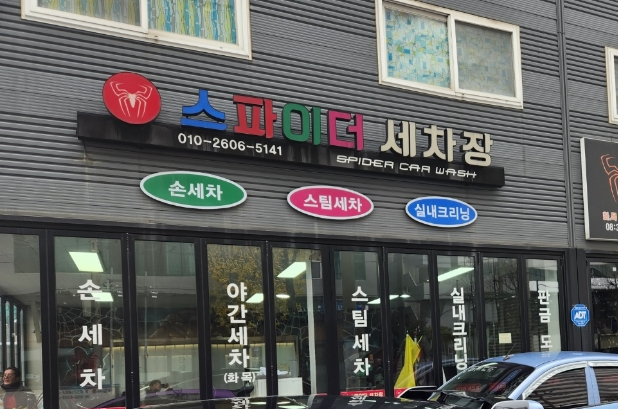 스파이더 세차장
010-2606-5141
SPIDER CAR WASH
손세차
스팀세차
실내크리닝
손세차
야간세차
(화목)
스팀세차
실내크리닝
판금
ADT